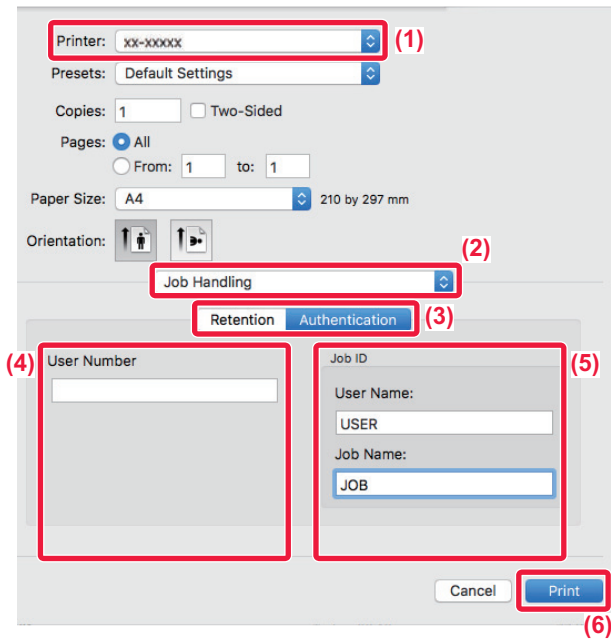 Printer: xx-xxxxx (1)
Presets: Default Settings
Copies: 1 Two-Sided
Pages: All
From: 1 to: 1
Paper Size: A4 210 by 297 mm
Orientation:
(2)
Job Handling
Retention Authentication (3)
(4) User Number
Job ID (5)
User Name:
USER
Job Name:
JOB
Cancel Print
(6)